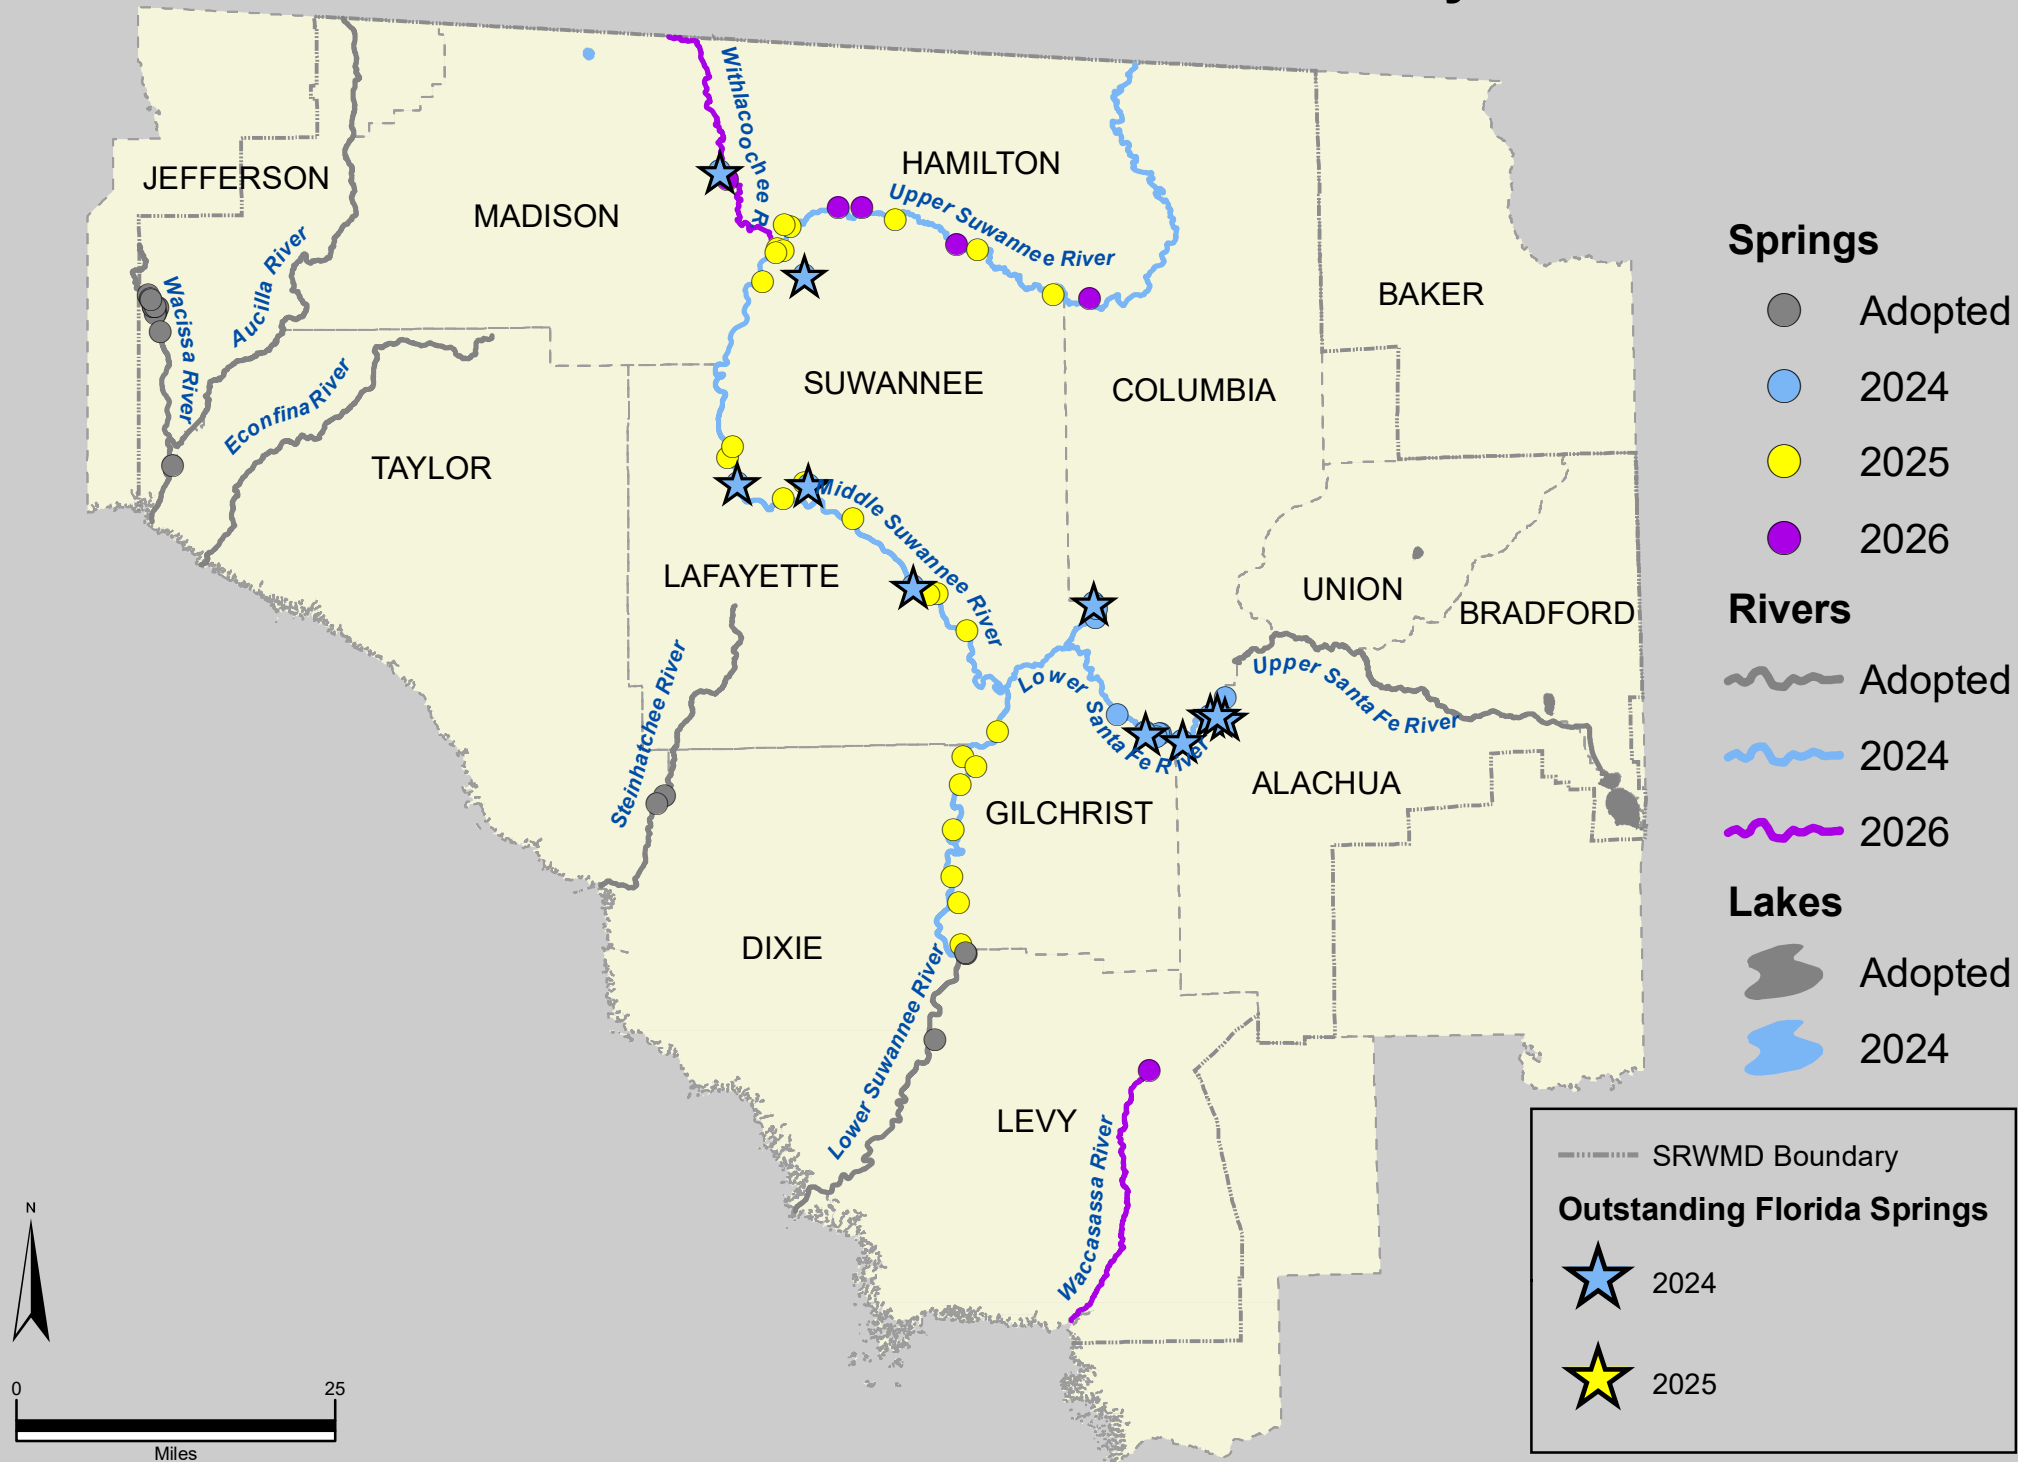 Withlacoochee R
HAMILTON
JEFFERSON
MADISON
Upper Suwannee River
Wacissa River
Aucilla River
BAKER
Econfina River
SUWANNEE
COLUMBIA
TAYLOR
Middle Suwannee River
LAFAYETTE
UNION
BRADFORD
Steinhatchee River
Lower Santa Fe River
Upper Santa Fe River
ALACHUA
GILCHRIST
DIXIE
Lower Suwannee River
LEVY
Waccasassa River
Springs
Adopted
2024
2025
2026
Rivers
Adopted
2024
2026
Lakes
Adopted
2024
SRWMD Boundary
Outstanding Florida Springs
2024
2025
N
0 25
Miles